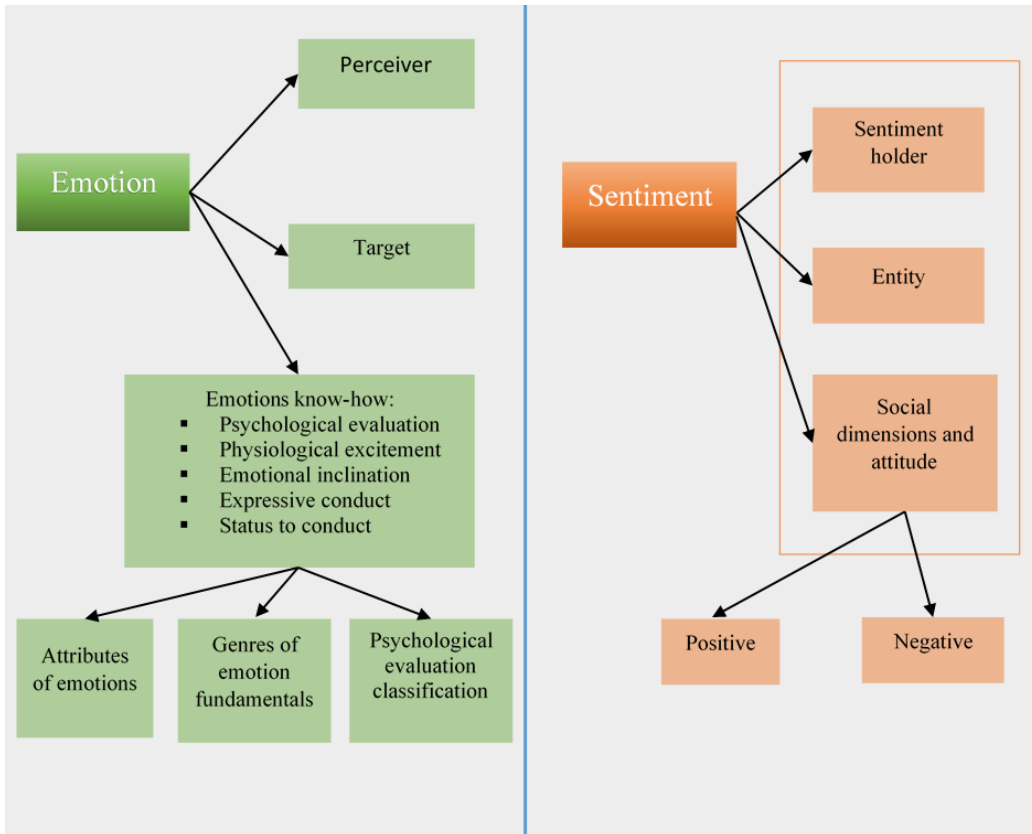 Emotion
Perceiver
Target
Emotions know-how:
▪ Psychological evaluation
▪ Physiological excitement
▪ Emotional inclination
▪ Expressive conduct
▪ Status to conduct
Attributes
of emotions
Genres of
emotion
fundamentals
Psychological
evaluation
classification
Sentiment
Sentiment
holder
Entity
Social
dimensions and
attitude
Positive
Negative